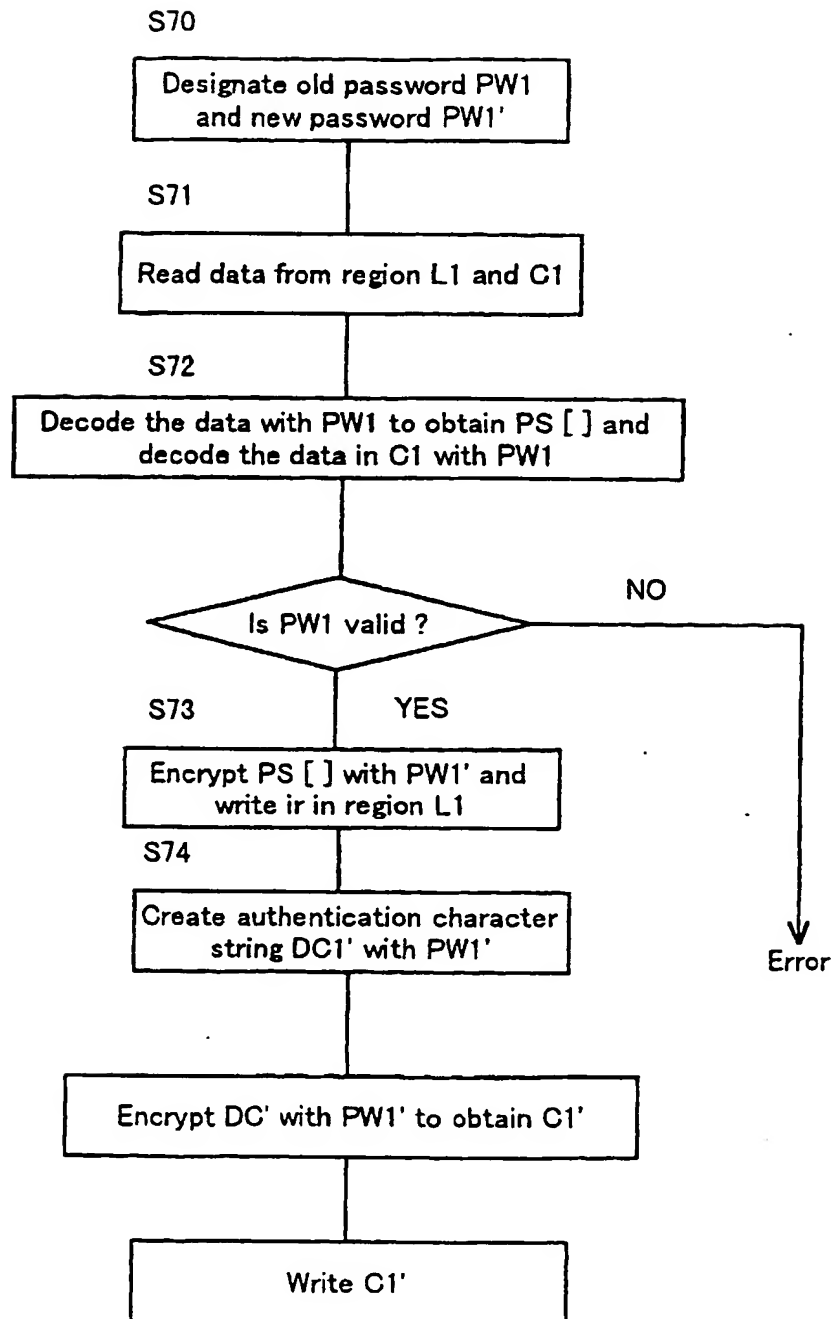 S70
Designate old password PW1
and new password PW1'
S71
Read data from region L1 and C1
S72
Decode the data with PW1 to obtain PS [ ] and
decode the data in C1 with PW1
NO
Is PW1 valid ?
S73
YES
Encrypt PS [ ] with PW1' and
write ir in region L1
S74
Create authentication character
string DC1' with PW1'
Error
Encrypt DC' with PW1' to obtain C1'
Write C1'